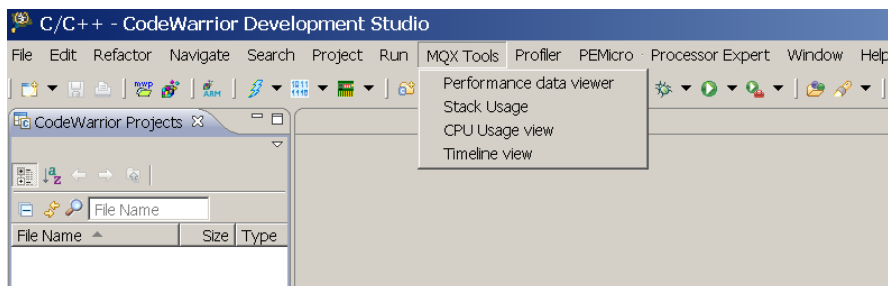 C/C++ - CodeWarrior Development Studio
File Edit Refactor Navigate Search Project Run MQX Tools Profiler PEMicro Processor Expert Window Help
Performance data viewer
Stack Usage
CPU Usage view
Timeline view
CodeWarrior Projects
File Name
File Name Size Type